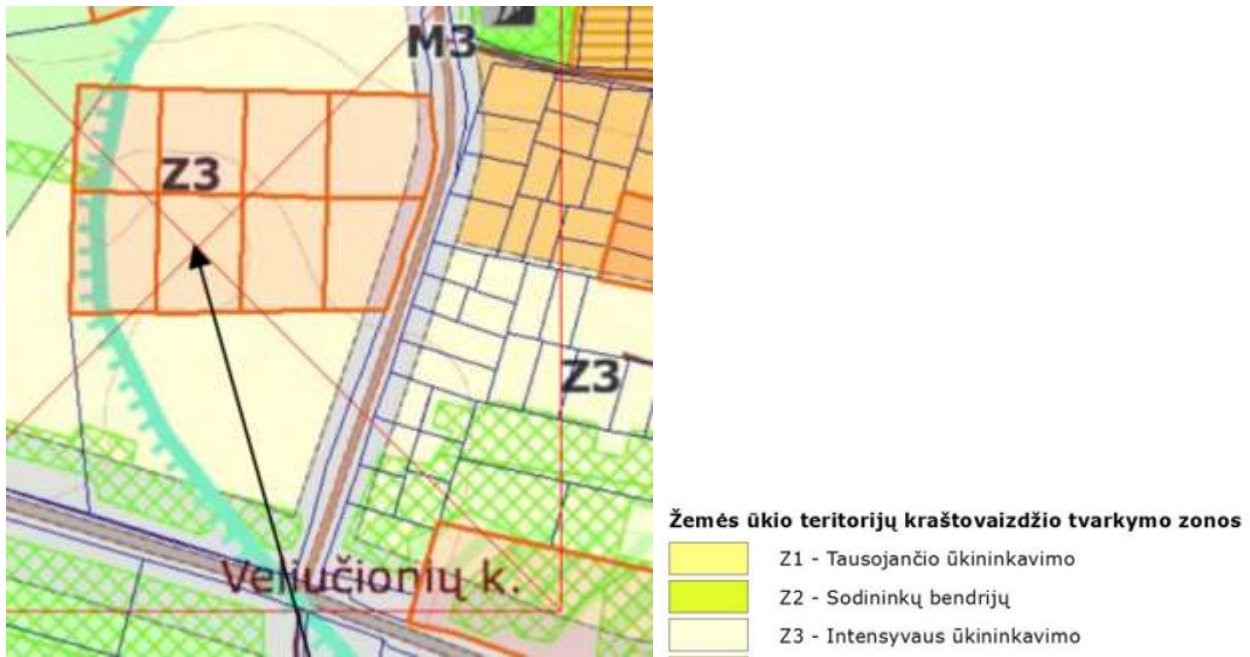 M3
Z3
Z3
Veliučionių k.
Žemės ūkio teritorijų kraštovaizdžio tvarkymo zonos
Z1 - Tausojančio ūkininkavimo
Z2 - Sodininkų bendrijų
Z3 - Intensyvaus ūkininkavimo